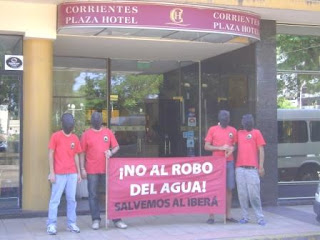 CORRIENTES
PLAZA HOTEL
CORRIENTES
PLAZA HOTEL
¡NO AL ROBO
DEL AGUA!
SALVEMOS AL IBERÁ